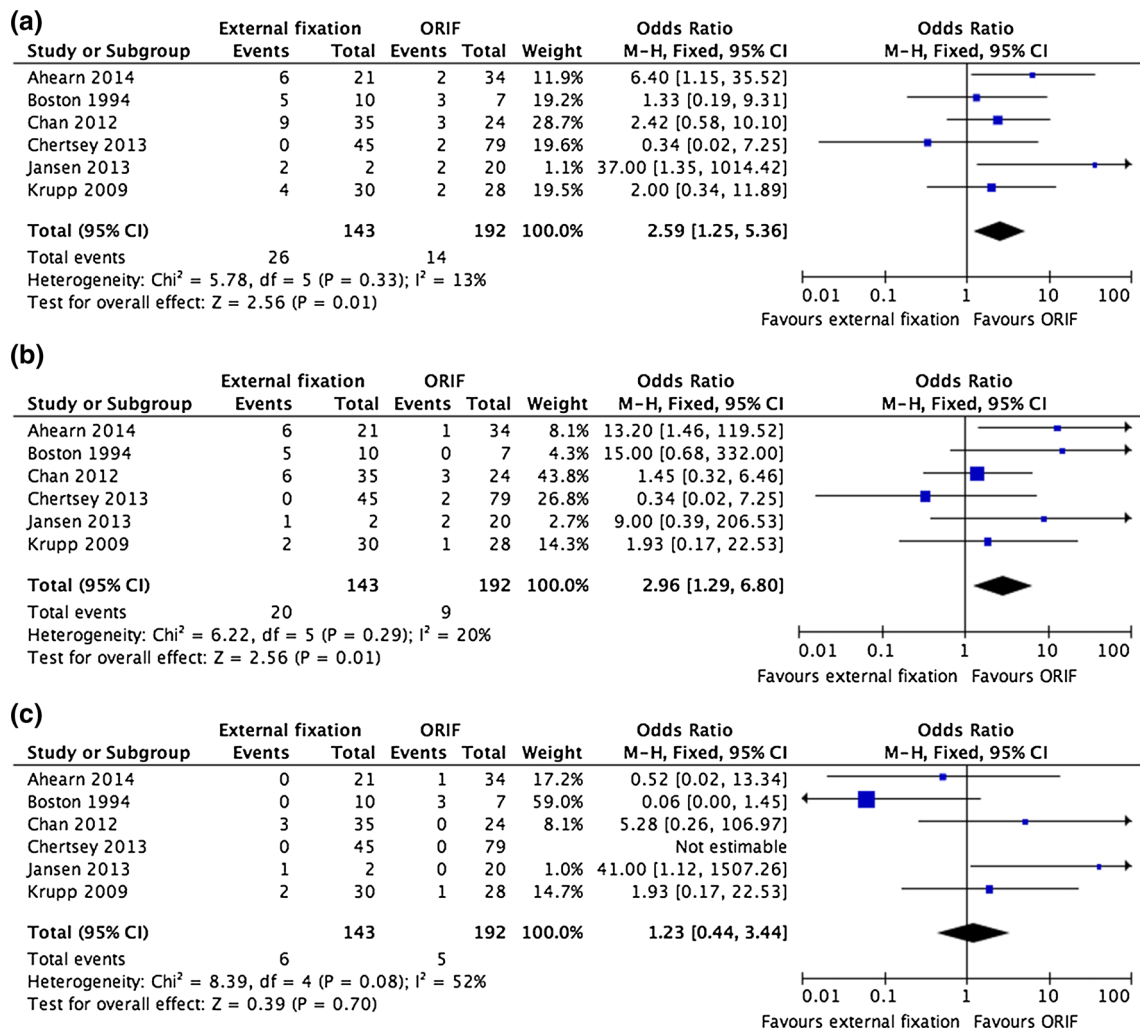 (a)
External fixation ORIF Odds Ratio Odds Ratio
Study or Subgroup Events Total Events Total Weight M-H, Fixed, 95% CI M-H, Fixed, 95% CI
Ahearn 2014 6 21 2 34 11.9% 6.40 [1.15, 35.52]
Boston 1994 5 10 3 7 19.2% 1.33 [0.19, 9.31]
Chan 2012 9 35 3 24 28.7% 2.42 [0.58, 10.10]
Chertsey 2013 0 45 2 79 19.6% 0.34 [0.02, 7.25]
Jansen 2013 2 2 2 20 1.1% 37.00 [1.35, 1014.42]
Krupp 2009 4 30 2 28 19.5% 2.00 [0.34, 11.89]
Total (95% CI) 143 192 100.0% 2.59 [1.25, 5.36]
Total events 26 14
Heterogeneity: Chi² = 5.78, df = 5 (P = 0.33); I² = 13%
Test for overall effect: Z = 2.56 (P = 0.01)
0.01 0.1 1 10 100
Favours external fixation Favours ORIF
(b)
External fixation ORIF Odds Ratio Odds Ratio
Study or Subgroup Events Total Events Total Weight M-H, Fixed, 95% CI M-H, Fixed, 95% CI
Ahearn 2014 6 21 1 34 8.1% 13.20 [1.46, 119.52]
Boston 1994 5 10 0 7 4.3% 15.00 [0.68, 332.00]
Chan 2012 6 35 3 24 43.8% 1.45 [0.32, 6.46]
Chertsey 2013 0 45 2 79 26.8% 0.34 [0.02, 7.25]
Jansen 2013 1 2 2 20 2.7% 9.00 [0.39, 206.53]
Krupp 2009 2 30 1 28 14.3% 1.93 [0.17, 22.53]
Total (95% CI) 143 192 100.0% 2.96 [1.29, 6.80]
Total events 20 9
Heterogeneity: Chi² = 6.22, df = 5 (P = 0.29); I² = 20%
Test for overall effect: Z = 2.56 (P = 0.01)
0.01 0.1 1 10 100
Favours external fixation Favours ORIF
(c)
External fixation ORIF Odds Ratio Odds Ratio
Study or Subgroup Events Total Events Total Weight M-H, Fixed, 95% CI M-H, Fixed, 95% CI
Ahearn 2014 0 21 1 34 17.2% 0.52 [0.02, 13.34]
Boston 1994 0 10 3 7 59.0% 0.06 [0.00, 1.45]
Chan 2012 3 35 0 24 8.1% 5.28 [0.26, 106.97]
Chertsey 2013 0 45 0 79 Not estimable
Jansen 2013 1 2 0 20 1.0% 41.00 [1.12, 1507.26]
Krupp 2009 2 30 1 28 14.7% 1.93 [0.17, 22.53]
Total (95% CI) 143 192 100.0% 1.23 [0.44, 3.44]
Total events 6 5
Heterogeneity: Chi² = 8.39, df = 4 (P = 0.08); I² = 52%
Test for overall effect: Z = 0.39 (P = 0.70)
0.01 0.1 1 10 100
Favours external fixation Favours ORIF